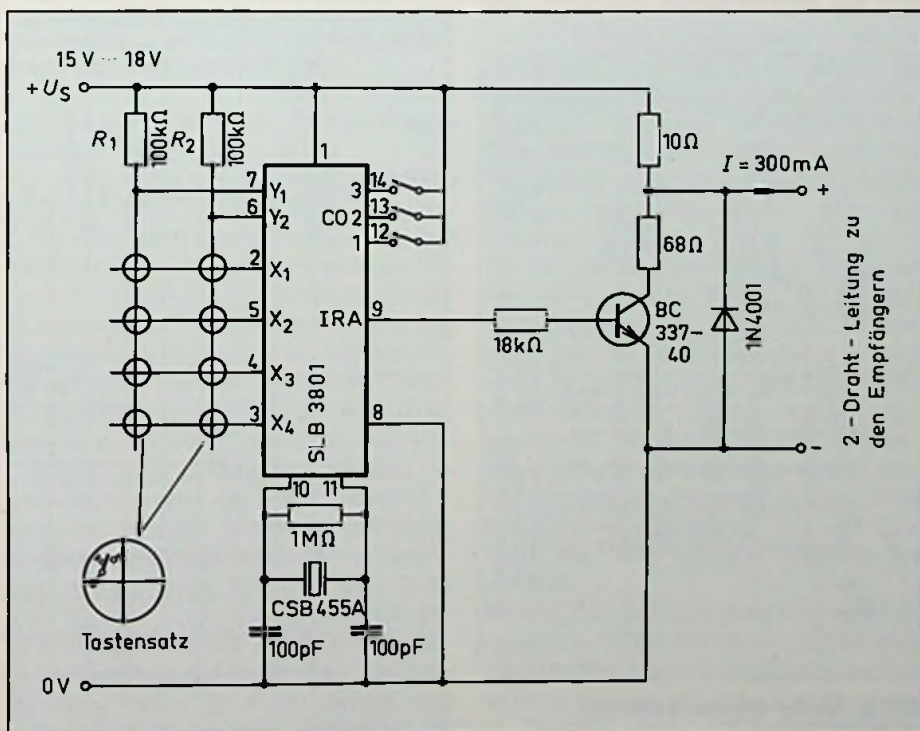 15 V ... 18 V
+U_S
R₁
100kΩ
R₂
100kΩ
1
10Ω
I = 300mA
+
7
Y₁
6
Y₂
2
X₁
5
X₂
4
X₃
3
X₄
3
14
CO 2
13
1
12
IRA
9
8
SLB 3801
68Ω
18kΩ
BC
337-
40
1N4001
2-Draht-Leitung zu
den Empfängern
-
10
11
1MΩ
CSB 455A
100pF
100pF
Tastensatz
0V